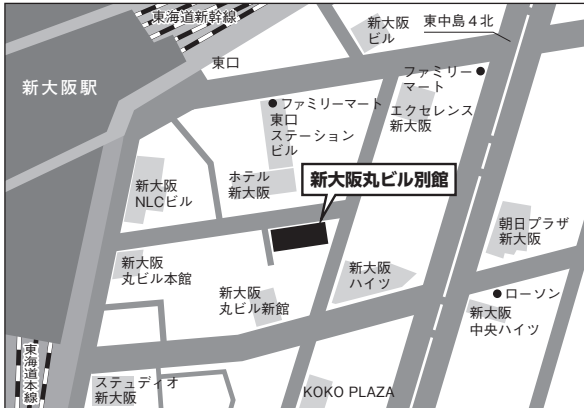 東海道新幹線
新大阪駅
東口
新大阪
ビル
東中島4北
ファミリー
マート
エクセレンス
新大阪
ファミリーマート
東口
ステーション
ビル
ホテル
新大阪
新大阪丸ビル別館
新大阪
NLCビル
新大阪
丸ビル本館
新大阪
丸ビル新館
新大阪
ハイツ
朝日プラザ
新大阪
ローソン
新大阪
中央ハイツ
東海道本線
ステュディオ
新大阪
KOKO PLAZA